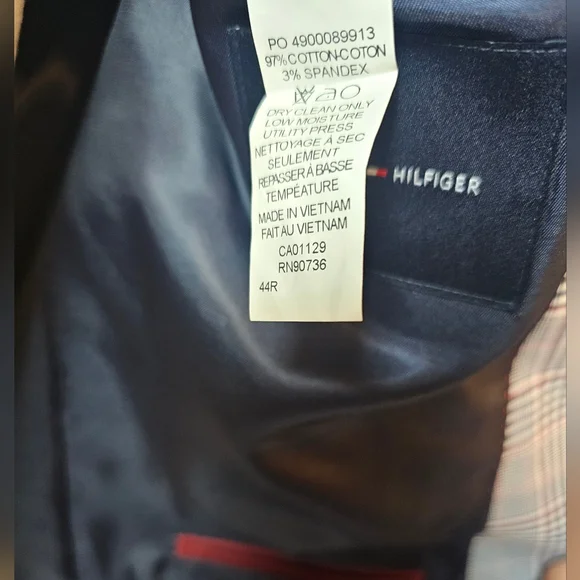 PO 4900089913
97% COTTON-COTON
3% SPANDEX
DRY CLEAN ONLY
LOW MOISTURE
UTILITY PRESS
NETTOYAGE À SEC
SEULEMENT
REPASSER À BASSE
TEMPÉRATURE
MADE IN VIETNAM
FAIT AU VIETNAM
CA01129
RN90736
44R
HILFIGER